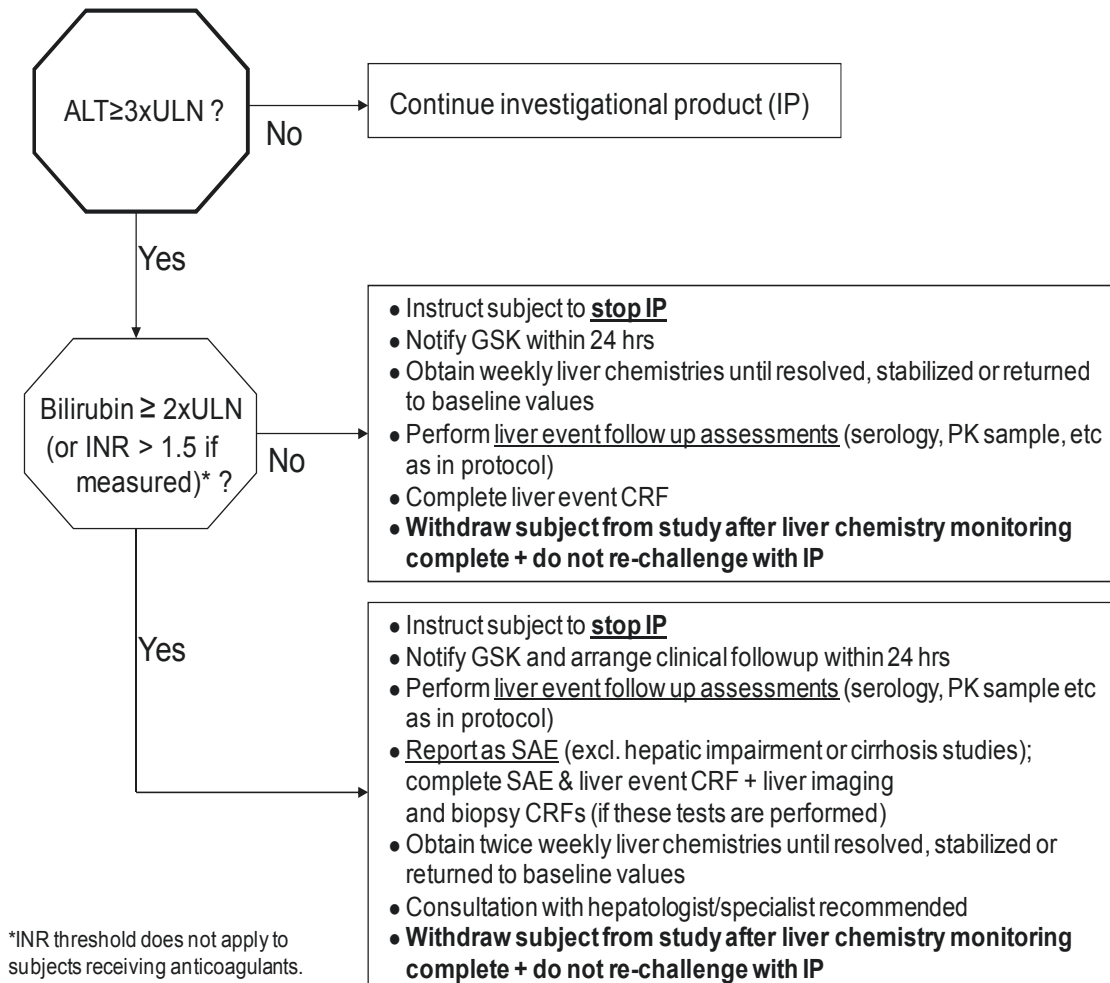 ALT≥3xULN ?
No
Continue investigational product (IP)
Yes
Bilirubin ≥ 2xULN
(or INR > 1.5 if
measured)* ?
No
• Instruct subject to stop IP
• Notify GSK within 24 hrs
• Obtain weekly liver chemistries until resolved, stabilized or returned
to baseline values
• Perform liver event follow up assessments (serology, PK sample, etc
as in protocol)
• Complete liver event CRF
• Withdraw subject from study after liver chemistry monitoring
complete + do not re-challenge with IP
Yes
• Instruct subject to stop IP
• Notify GSK and arrange clinical followup within 24 hrs
• Perform liver event follow up assessments (serology, PK sample etc
as in protocol)
• Report as SAE (excl. hepatic impairment or cirrhosis studies);
complete SAE & liver event CRF + liver imaging
and biopsy CRFs (if these tests are performed)
• Obtain twice weekly liver chemistries until resolved, stabilized or
returned to baseline values
• Consultation with hepatologist/specialist recommended
• Withdraw subject from study after liver chemistry monitoring
complete + do not re-challenge with IP
*INR threshold does not apply to
subjects receiving anticoagulants.